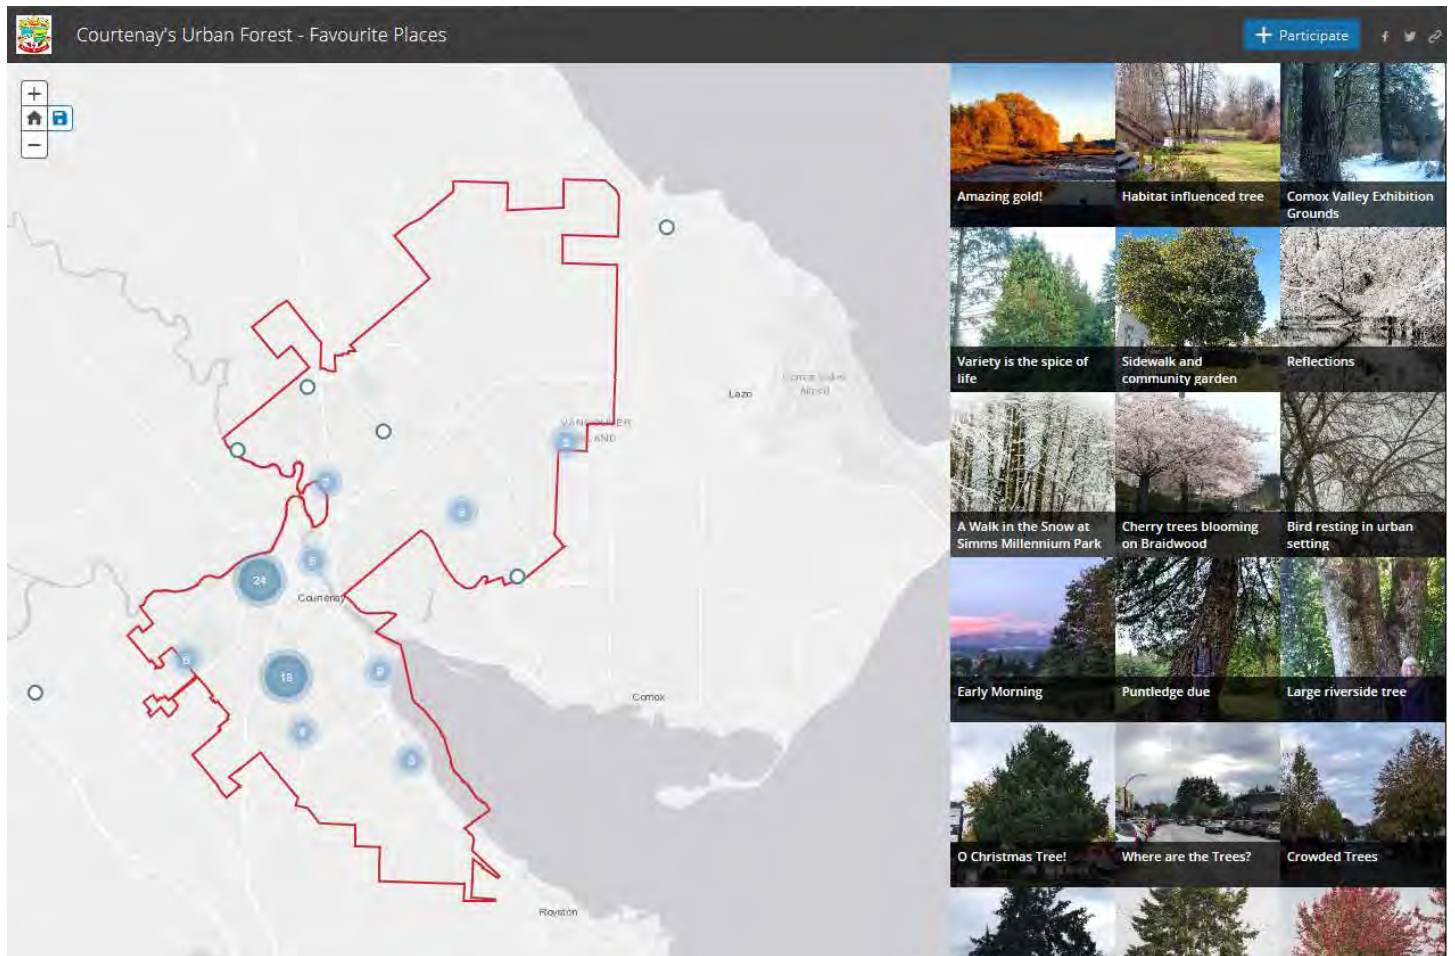 Courtenay's Urban Forest - Favourite Places
+ Participate
Amazing gold!
Habitat influenced tree
Comox Valley Exhibition
Grounds
Variety is the spice of
life
Sidewalk and
community garden
Reflections
A Walk in the Snow at
Simms Millennium Park
Cherry trees blooming
on Braidwood
Bird resting in urban
setting
Early Morning
Puntledge due
Large riverside tree
O Christmas Tree!
Where are the Trees?
Crowded Trees
Lazo
24
Courtenay
18
Comox
Royston